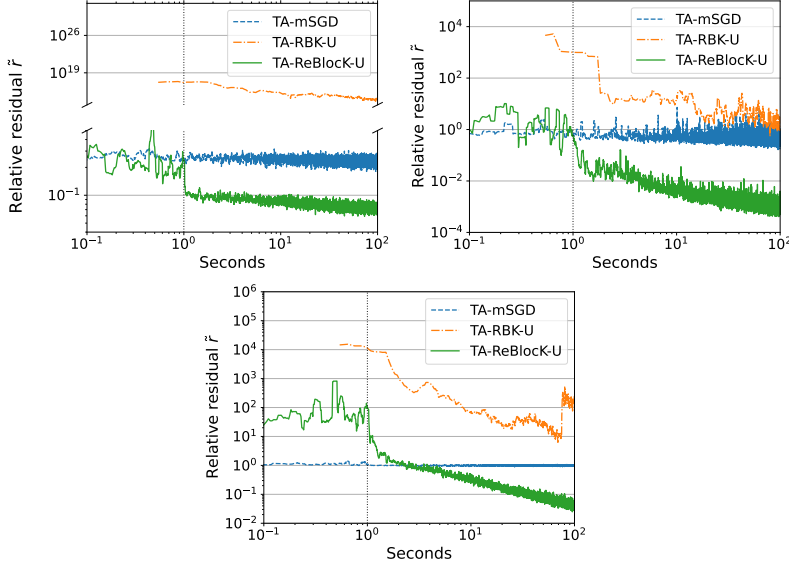 TA-mSGD
TA-RBK-U
TA-ReBlocK-U
10^26
10^19
10^-1
Relative residual r̃
10^-1 10^0 10^1 10^2
Seconds
TA-mSGD
TA-RBK-U
TA-ReBlocK-U
10^4
10^2
10^0
10^-2
10^-4
Relative residual r̃
10^-1 10^0 10^1 10^2
Seconds
TA-mSGD
TA-RBK-U
TA-ReBlocK-U
10^6
10^5
10^4
10^3
10^2
10^1
10^0
10^-1
10^-2
Relative residual r̃
10^-1 10^0 10^1 10^2
Seconds